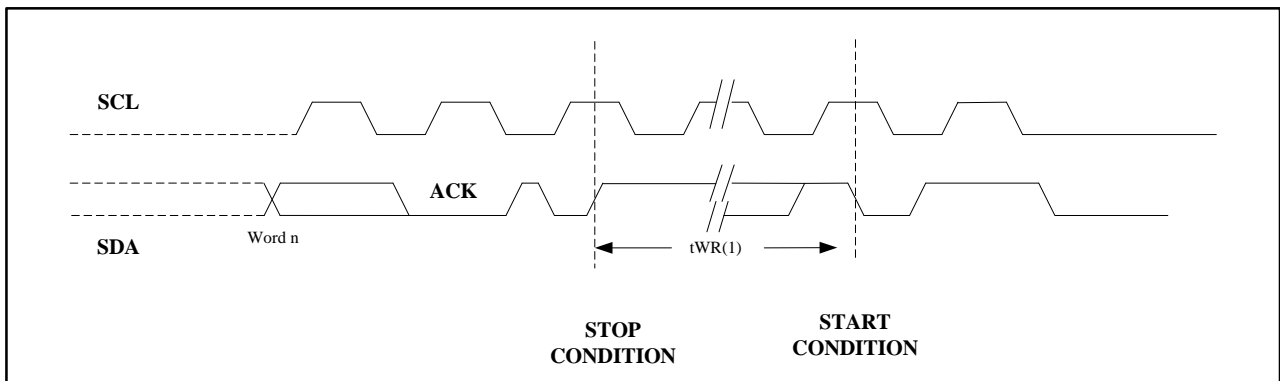 SCL
ACK
Word n
SDA
tWR(1)
STOP
CONDITION
START
CONDITION